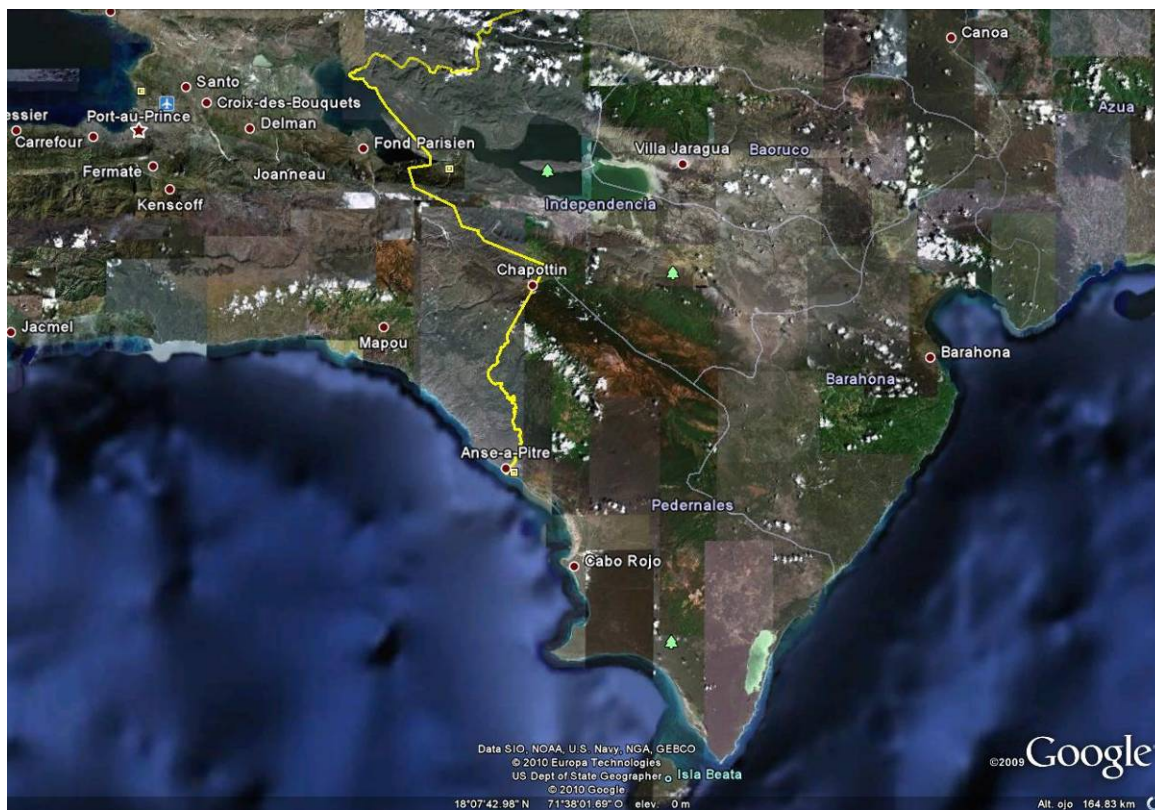 Canoa
Santo
Azua
Croix-des-Bouquets
essier
Port-au-Prince
Delman
Carrefour
Fond Parisien
Villa Jaragua
Baoruco
Fermate
Joanneau
Kenscoff
Independencia
Chapottin
Jacmel
Mapou
Barahona
Barahona
Anse-a-Pitre
Pedernales
Cabo Rojo
Data SIO, NOAA, U.S. Navy, NGA, GEBCO
© 2010 Europa Technologies
US Dept of State Geographer
Isla Beata
© 2010 Google
©2009 Google
18°07'42.98" N 71°38'01.69" O elev. 0 m
Alt. ojo 164.83 km